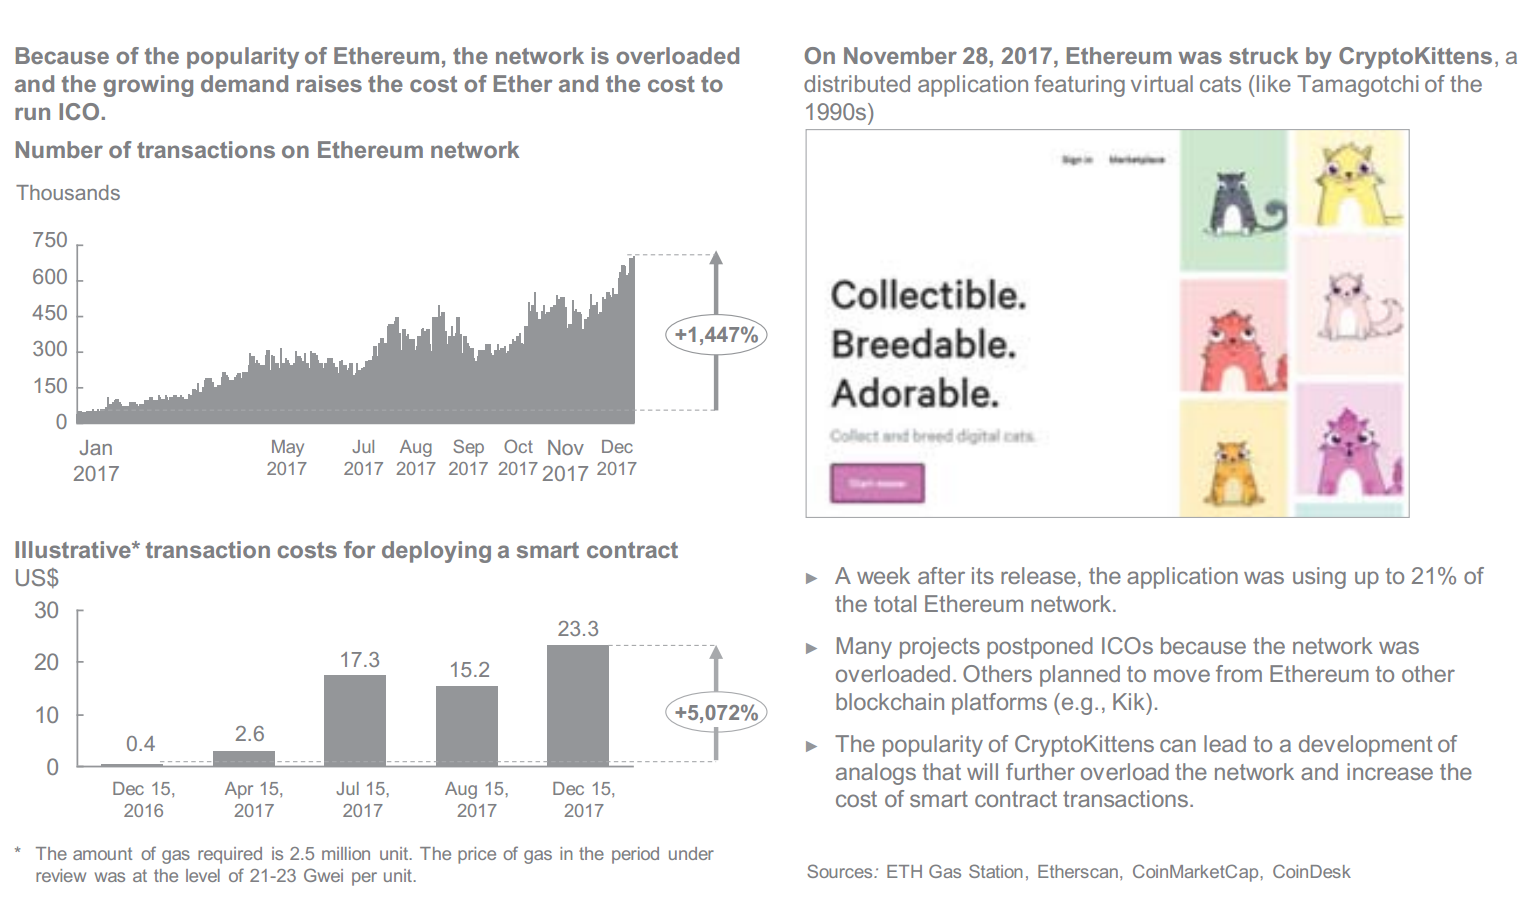 Because of the popularity of Ethereum, the network is overloaded
and the growing demand raises the cost of Ether and the cost to
run ICO.
Number of transactions on Ethereum network
Thousands
750
600
450
300
150
0
+1,447%
Jan
2017
May
2017
Jul
2017
Aug
2017
Sep
2017
Oct
2017
Nov
2017
Dec
2017
Illustrative* transaction costs for deploying a smart contract
US$
30
20
10
0
0.4
2.6
17.3
15.2
23.3
+5,072%
Dec 15,
2016
Apr 15,
2017
Jul 15,
2017
Aug 15,
2017
Dec 15,
2017
* The amount of gas required is 2.5 million unit. The price of gas in the period under
review was at the level of 21-23 Gwei per unit.
On November 28, 2017, Ethereum was struck by CryptoKittens, a
distributed application featuring virtual cats (like Tamagotchi of the
1990s)
Sign in Marketplace
Collectible.
Breedable.
Adorable.
Collect and breed digital cats.
Start
► A week after its release, the application was using up to 21% of
the total Ethereum network.
► Many projects postponed ICOs because the network was
overloaded. Others planned to move from Ethereum to other
blockchain platforms (e.g., Kik).
► The popularity of CryptoKittens can lead to a development of
analogs that will further overload the network and increase the
cost of smart contract transactions.
Sources: ETH Gas Station, Etherscan, CoinMarketCap, CoinDesk